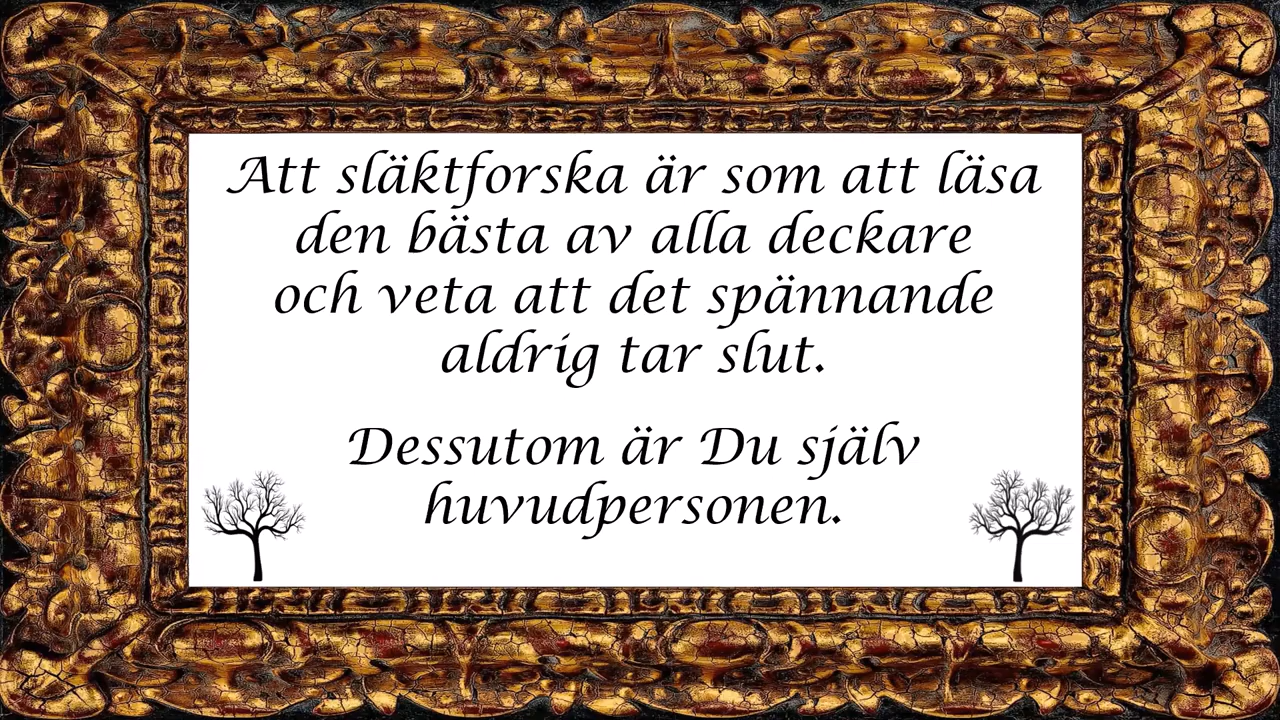 Att släktforska är som att läsa
den bästa av alla deckare
och veta att det spännande
aldrig tar slut.
Dessutom är Du själv
huvudpersonen.